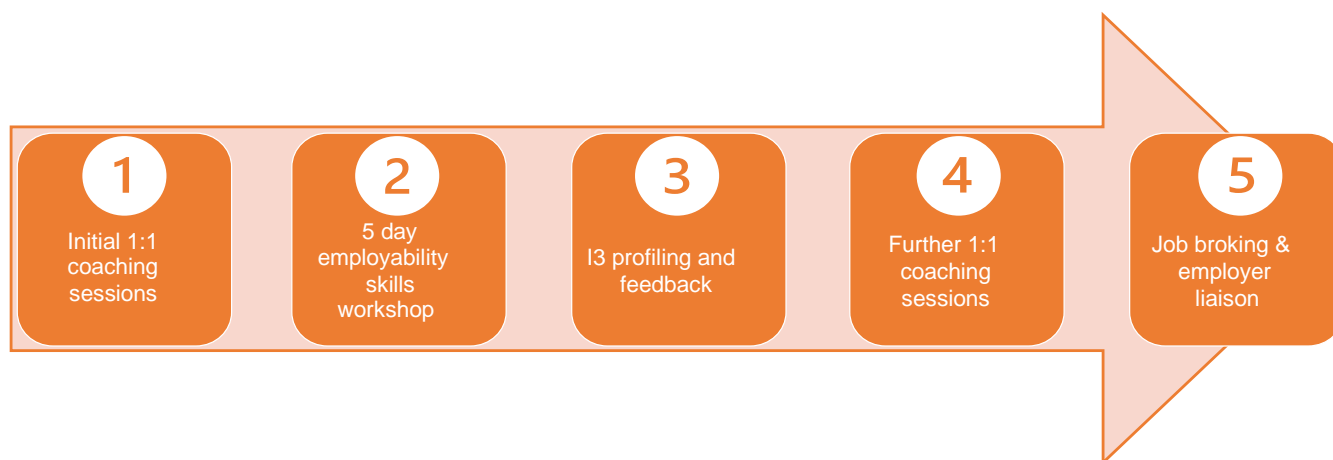 1
Initial 1:1
coaching
sessions
2
5 day
employability
skills
workshop
3
I3 profiling and
feedback
4
Further 1:1
coaching
sessions
5
Job broking &
employer
liaison